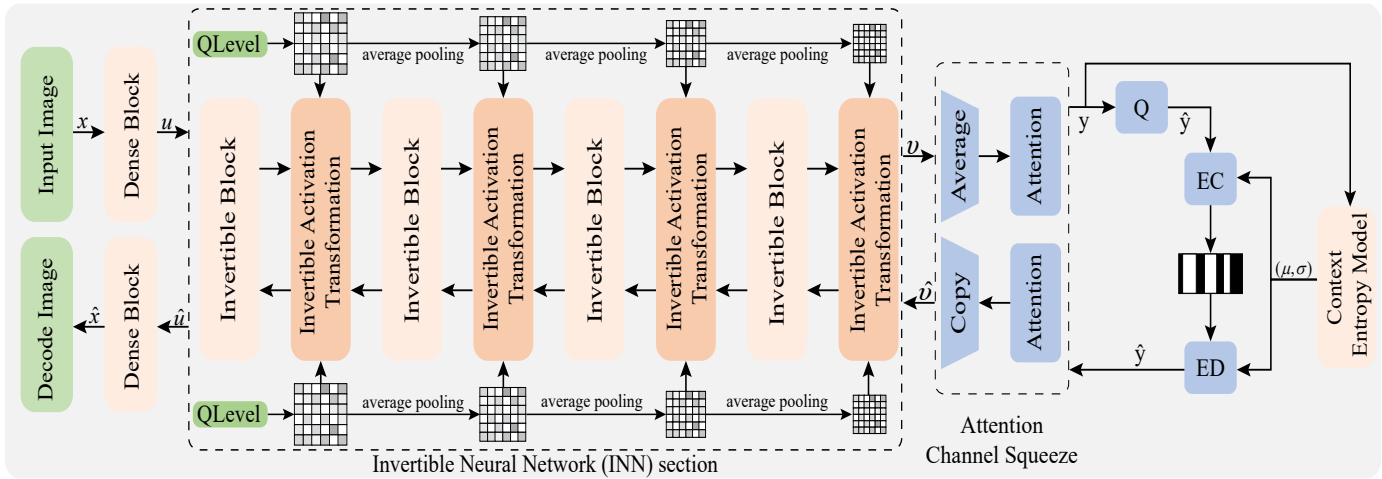 QLevel
average pooling
average pooling
average pooling
Input Image
x
Dense Block
u
Invertible Block
Invertible Activation
Transformation
Invertible Block
Invertible Activation
Transformation
Invertible Block
Invertible Activation
Transformation
Invertible Block
Invertible Activation
Transformation
υ
Average
Attention
y
Q
ŷ
EC
(μ,σ)
Context
Entropy Model
ED
ŷ
Attention
Copy
υ̂
û
Dense Block
x̂
Decode Image
QLevel
average pooling
average pooling
average pooling
Invertible Neural Network (INN) section
Attention
Channel Squeeze